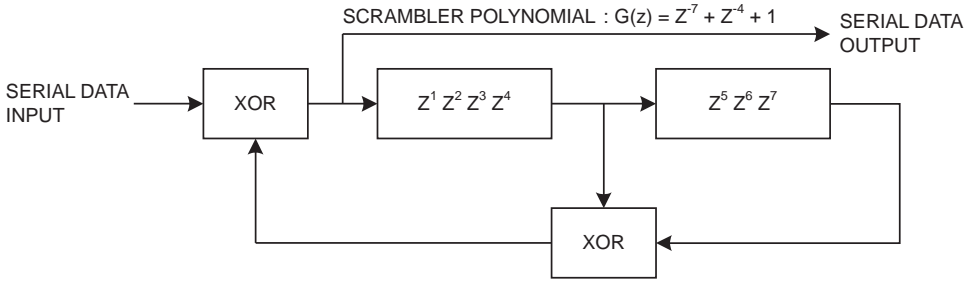 SCRAMBLER POLYNOMIAL : G(z) = Z⁻⁷ + Z⁻⁴ + 1
SERIAL DATA
OUTPUT
SERIAL DATA
INPUT
XOR
Z¹ Z² Z³ Z⁴
Z⁵ Z⁶ Z⁷
XOR